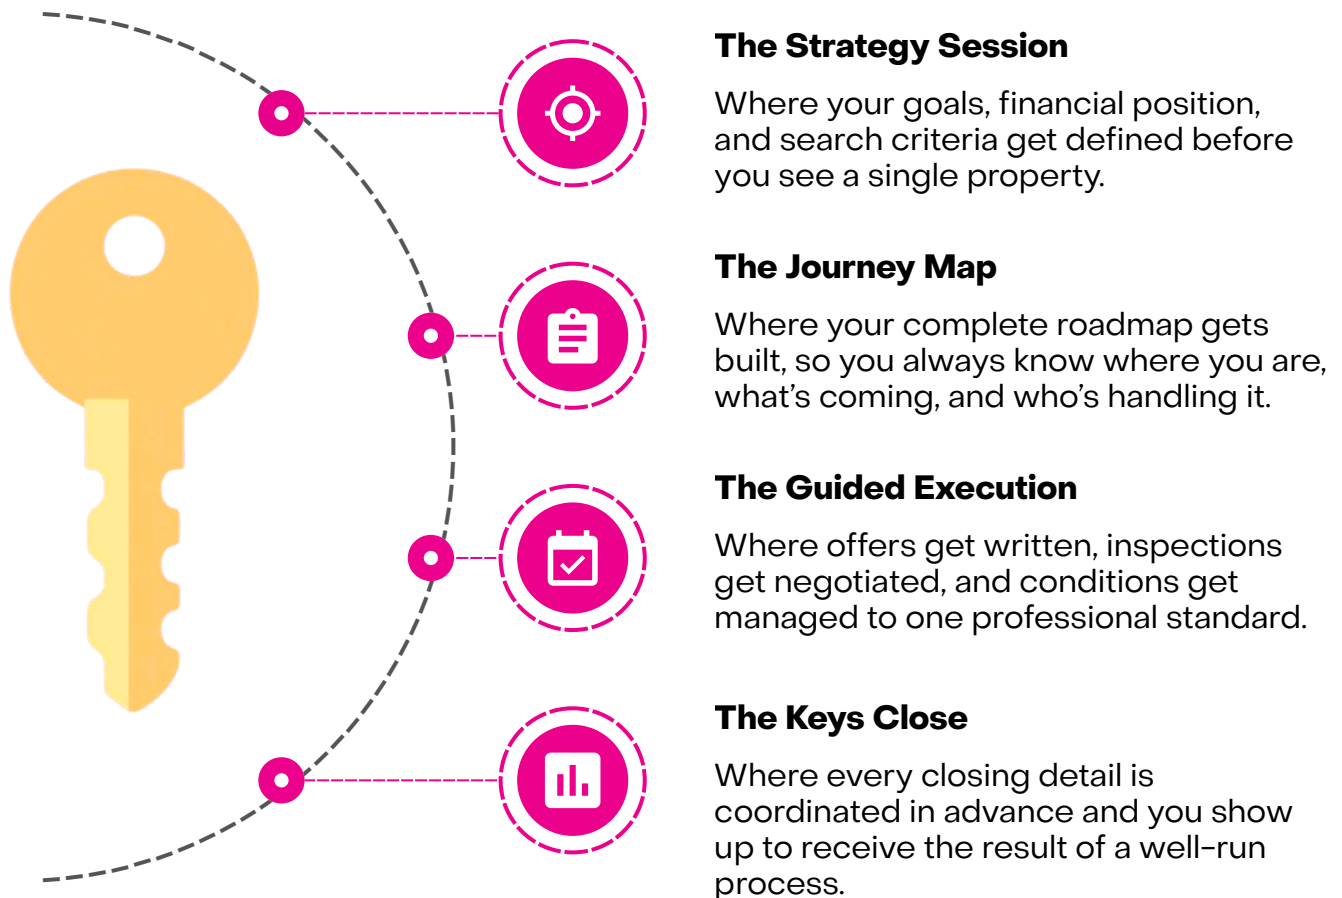 The Strategy Session
Where your goals, financial position,
and search criteria get defined before
you see a single property.
The Journey Map
Where your complete roadmap gets
built, so you always know where you are,
what's coming, and who's handling it.
The Guided Execution
Where offers get written, inspections
get negotiated, and conditions get
managed to one professional standard.
The Keys Close
Where every closing detail is
coordinated in advance and you show
up to receive the result of a well-run
process.